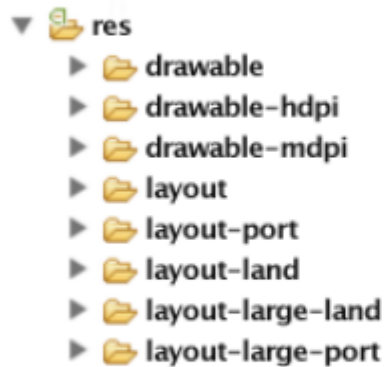 res
drawable
drawable-hdpi
drawable-mdpi
layout
layout-port
layout-land
layout-large-land
layout-large-port